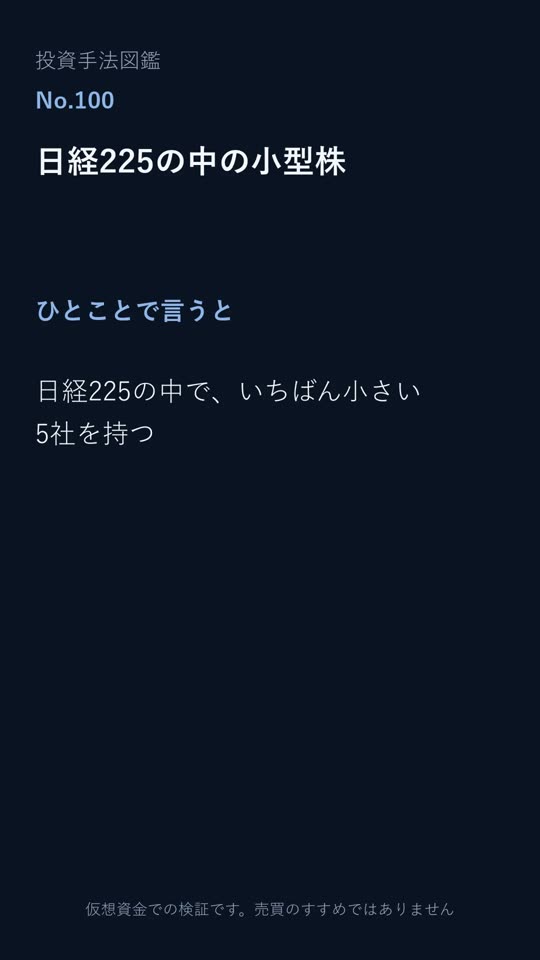 投資手法図鑑
No.100
日経225の中の小型株
ひとことで言うと
日経225の中で、いちばん小さい
5社を持つ
仮想資金での検証です。売買のすすめではありません